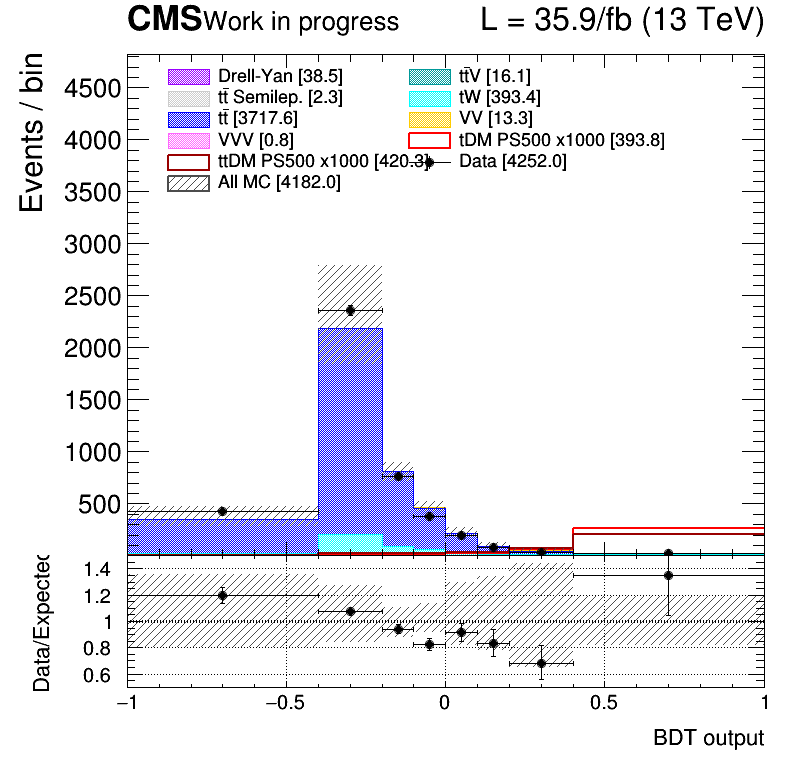 CMS Work in progress L = 35.9/fb (13 TeV)
Events / bin
4500
4000
3500
3000
2500
2000
1500
1000
500
Drell-Yan [38.5] tt̄V [16.1]
tt̄ Semilep. [2.3] tW [393.4]
tt̄ [3717.6] VV [13.3]
VVV [0.8] tDM PS500 x1000 [393.8]
ttDM PS500 x1000 [420.3] Data [4252.0]
All MC [4182.0]
Data/Expected
1.4
1.2
1
0.8
0.6
−1 −0.5 0 0.5 1
BDT output